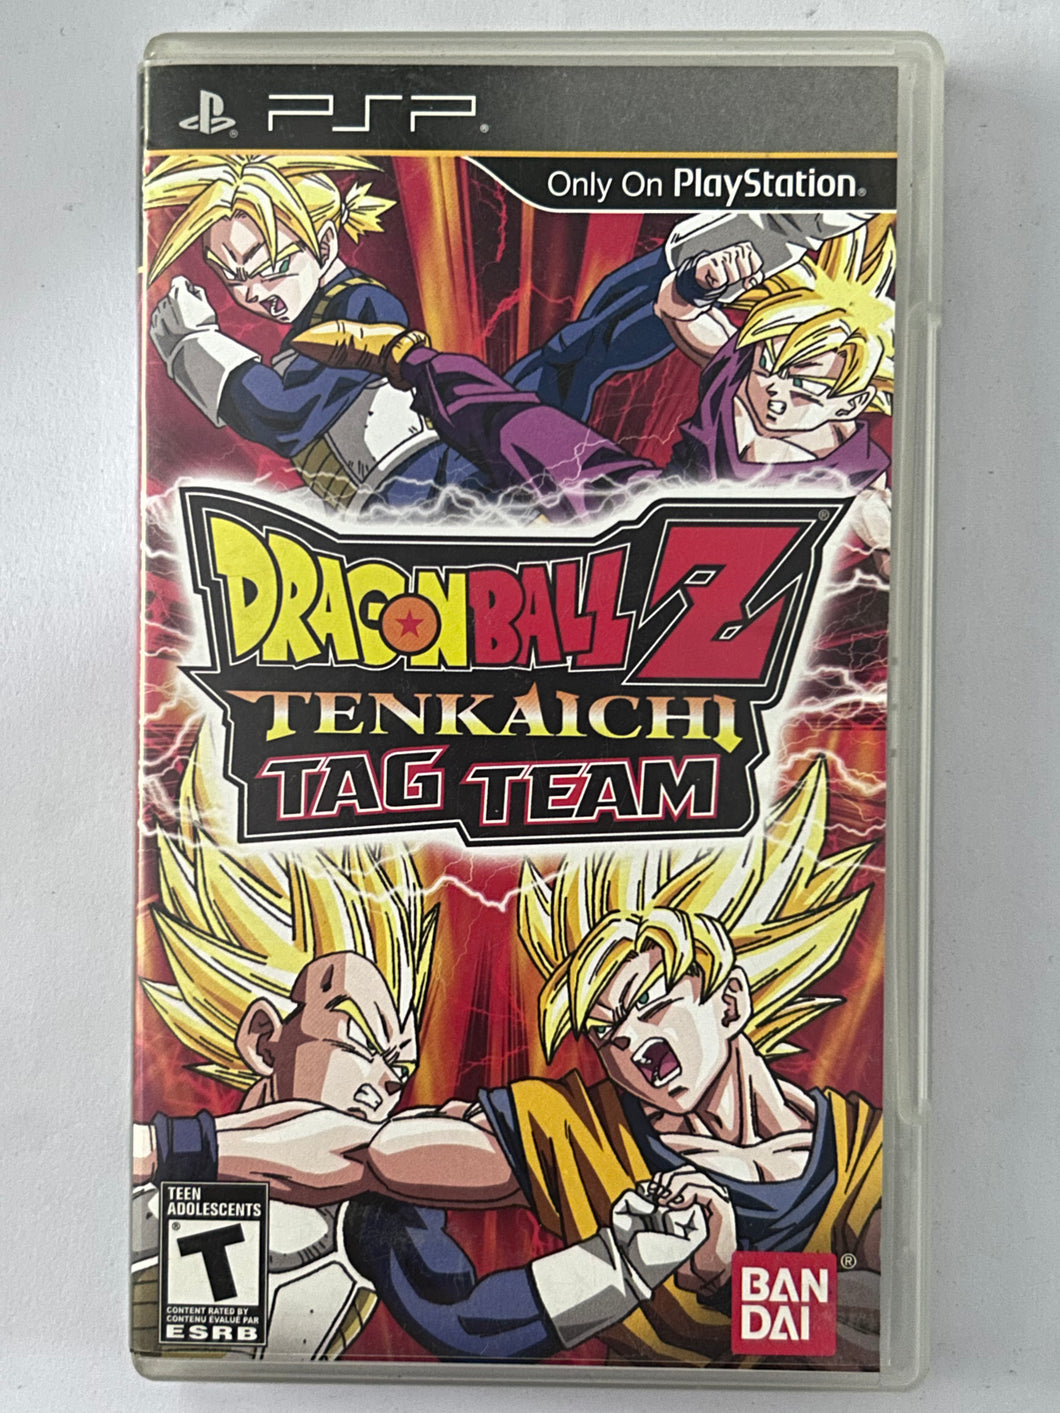 PSP
Only On PlayStation
DRAGON BALL Z
TENKAICHI
TAG TEAM
TEEN
ADOLESCENTS
T
CONTENT RATED BY
CONTENU ÉVALUÉ PAR
ESRB
BAN
DAI